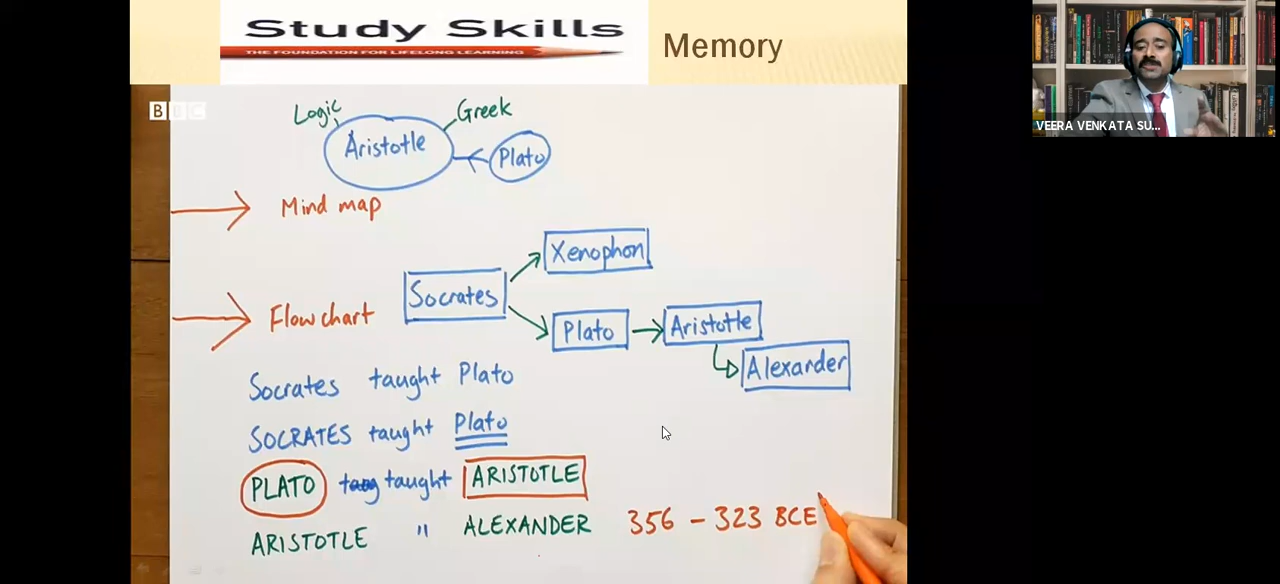 Study Skills
THE FOUNDATION FOR LIFELONG LEARNING
Memory
BBC
VEERA VENKATA SU...
Logic
Greek
Aristotle
Plato
Mind map
Xenophon
Socrates
Flow chart
Plato
Aristotle
Alexander
Socrates taught Plato
SOCRATES taught Plato
PLATO taug taught ARISTOTLE
ARISTOTLE " ALEXANDER 356 - 323 BCE